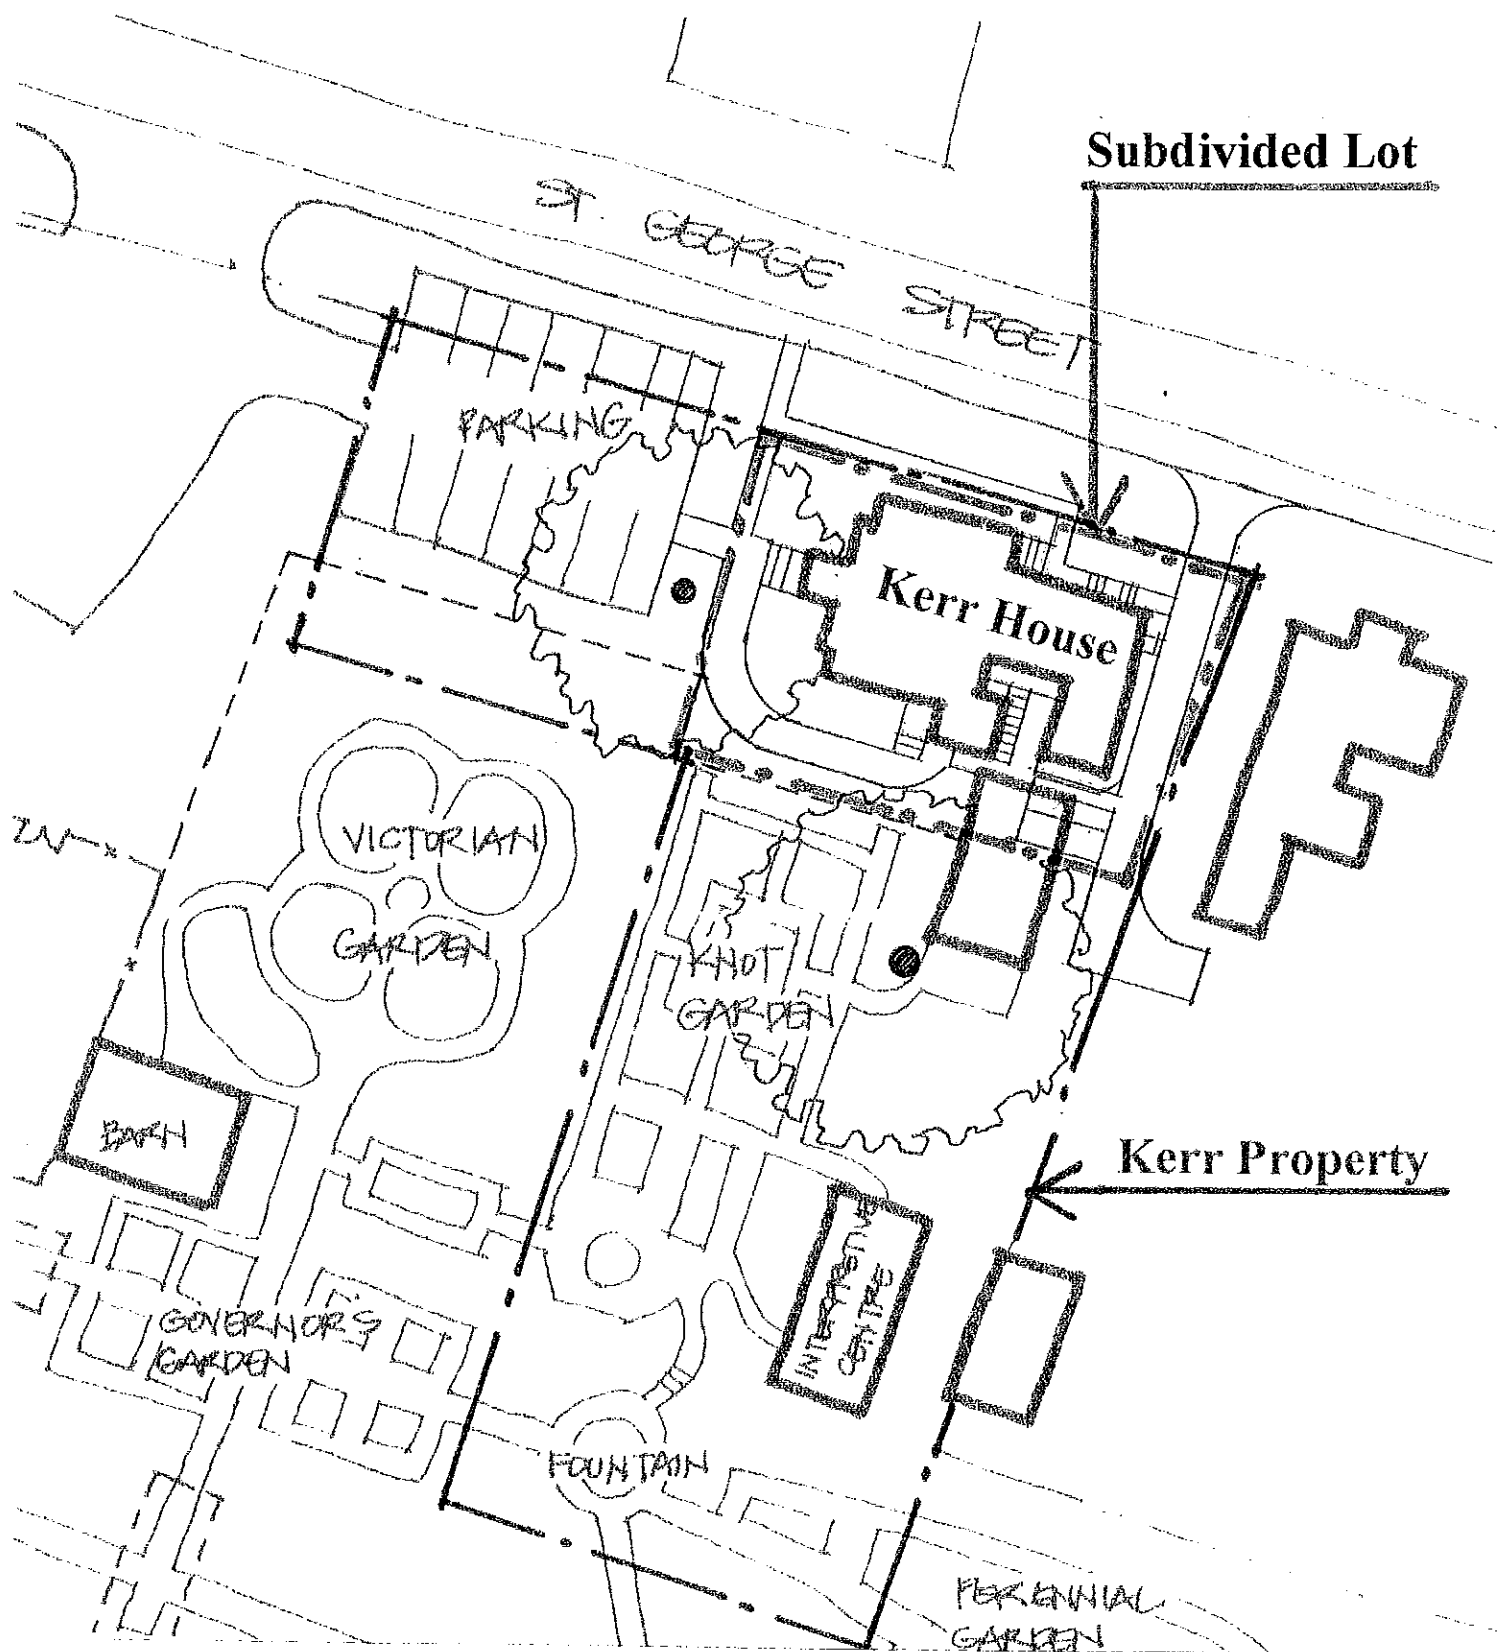 Subdivided Lot
ST. GEORGE STREET
PARKING
Kerr House
VICTORIAN
GARDEN
KNOT
GARDEN
BARN
Kerr Property
INTERPRETIVE
CENTRE
GOVERNOR'S
GARDEN
FOUNTAIN
PERENNIAL
GARDEN